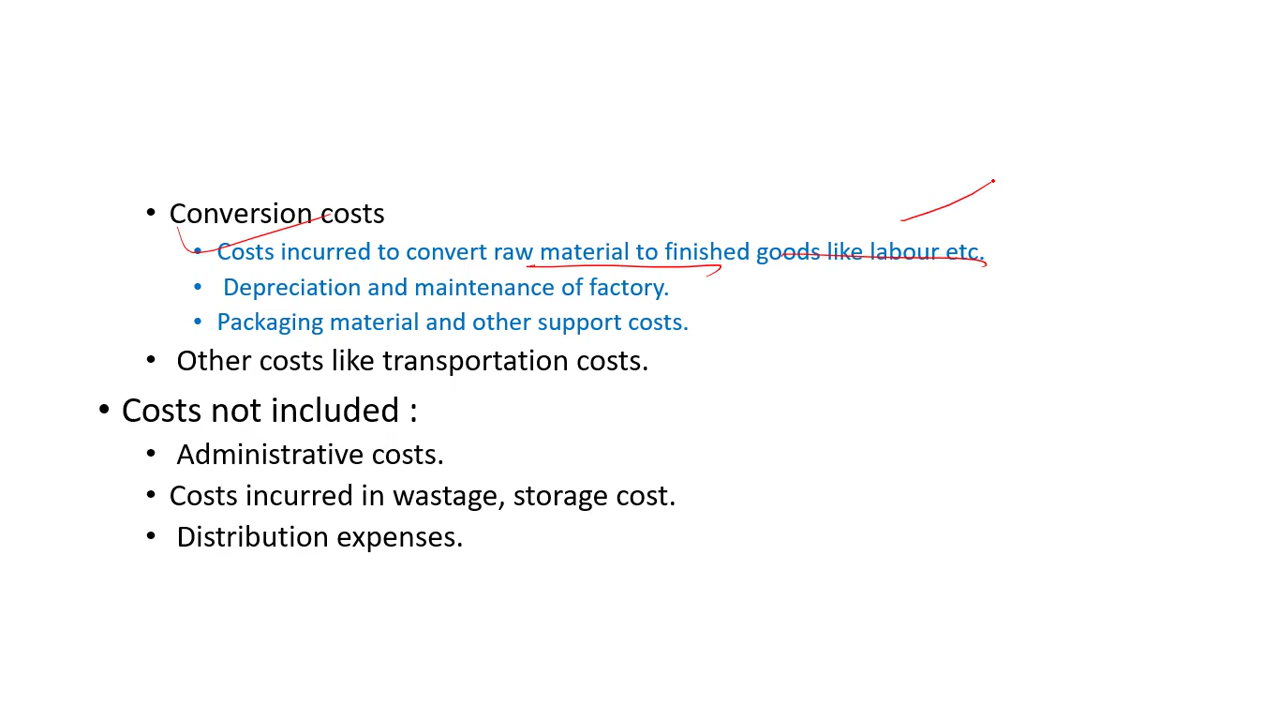 • Conversion costs
• Costs incurred to convert raw material to finished goods like labour etc.
• Depreciation and maintenance of factory.
• Packaging material and other support costs.
• Other costs like transportation costs.
• Costs not included :
• Administrative costs.
• Costs incurred in wastage, storage cost.
• Distribution expenses.